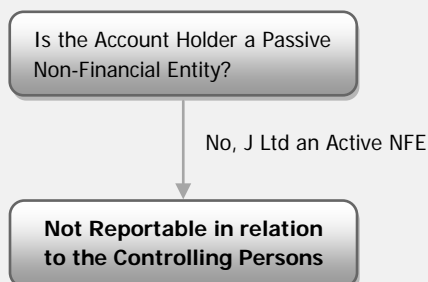 Is the Account Holder a Passive
Non-Financial Entity?
No, J Ltd an Active NFE
Not Reportable in relation
to the Controlling Persons